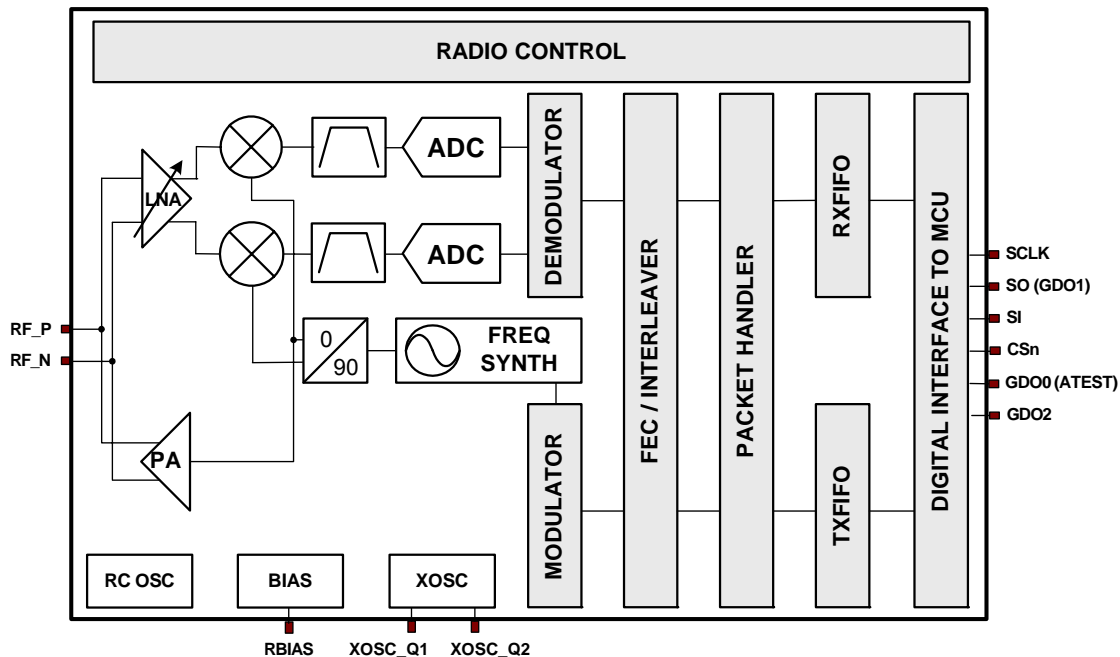 RADIO CONTROL
LNA
ADC
ADC
DEMODULATOR
FEC / INTERLEAVER
PACKET HANDLER
RXFIFO
DIGITAL INTERFACE TO MCU
SCLK
SO (GDO1)
SI
CSn
GDO0 (ATEST)
GDO2
RF_P
RF_N
0
90
FREQ
SYNTH
PA
MODULATOR
TXFIFO
RC OSC
BIAS
XOSC
RBIAS
XOSC_Q1
XOSC_Q2